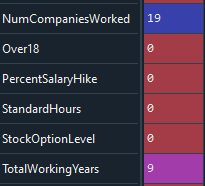 NumCompaniesWorked 19
Over18 0
PercentSalaryHike 0
StandardHours 0
StockOptionLevel 0
TotalWorkingYears 9